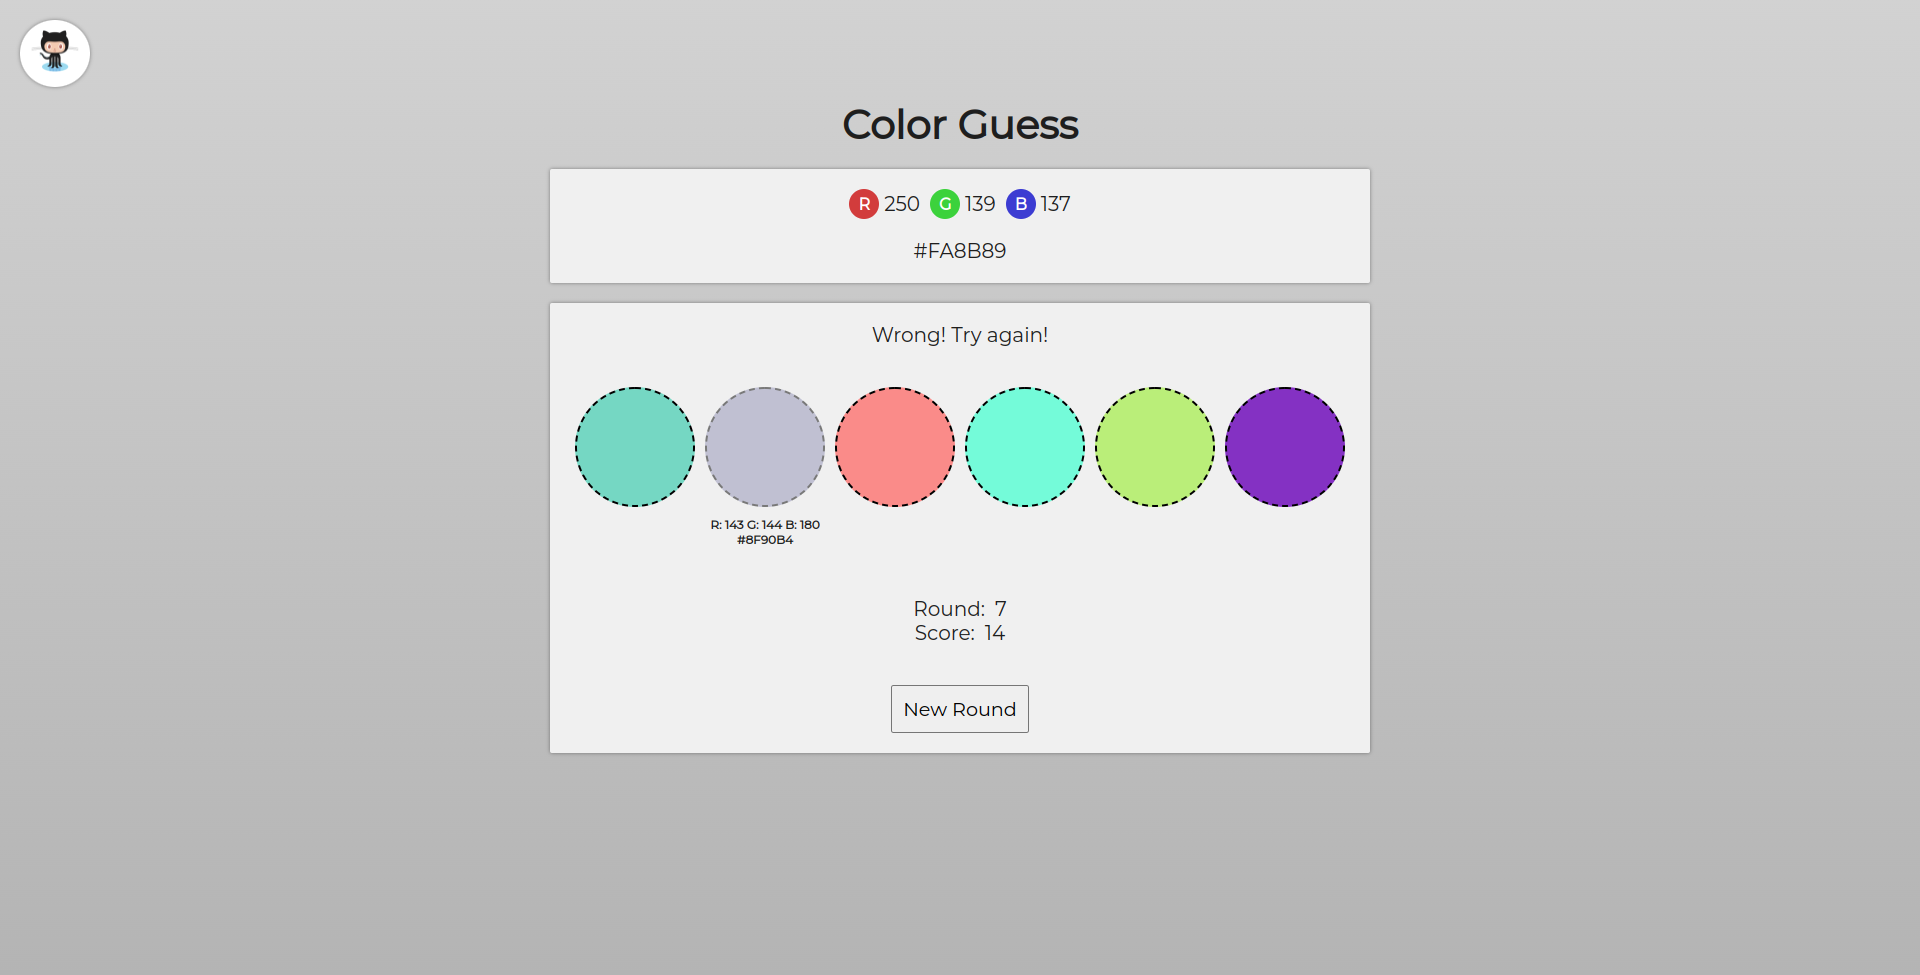 Color Guess
R 250 G 139 B 137
#FA8B89
Wrong! Try again!
R: 143 G: 144 B: 180
#8F90B4
Round: 7
Score: 14
New Round